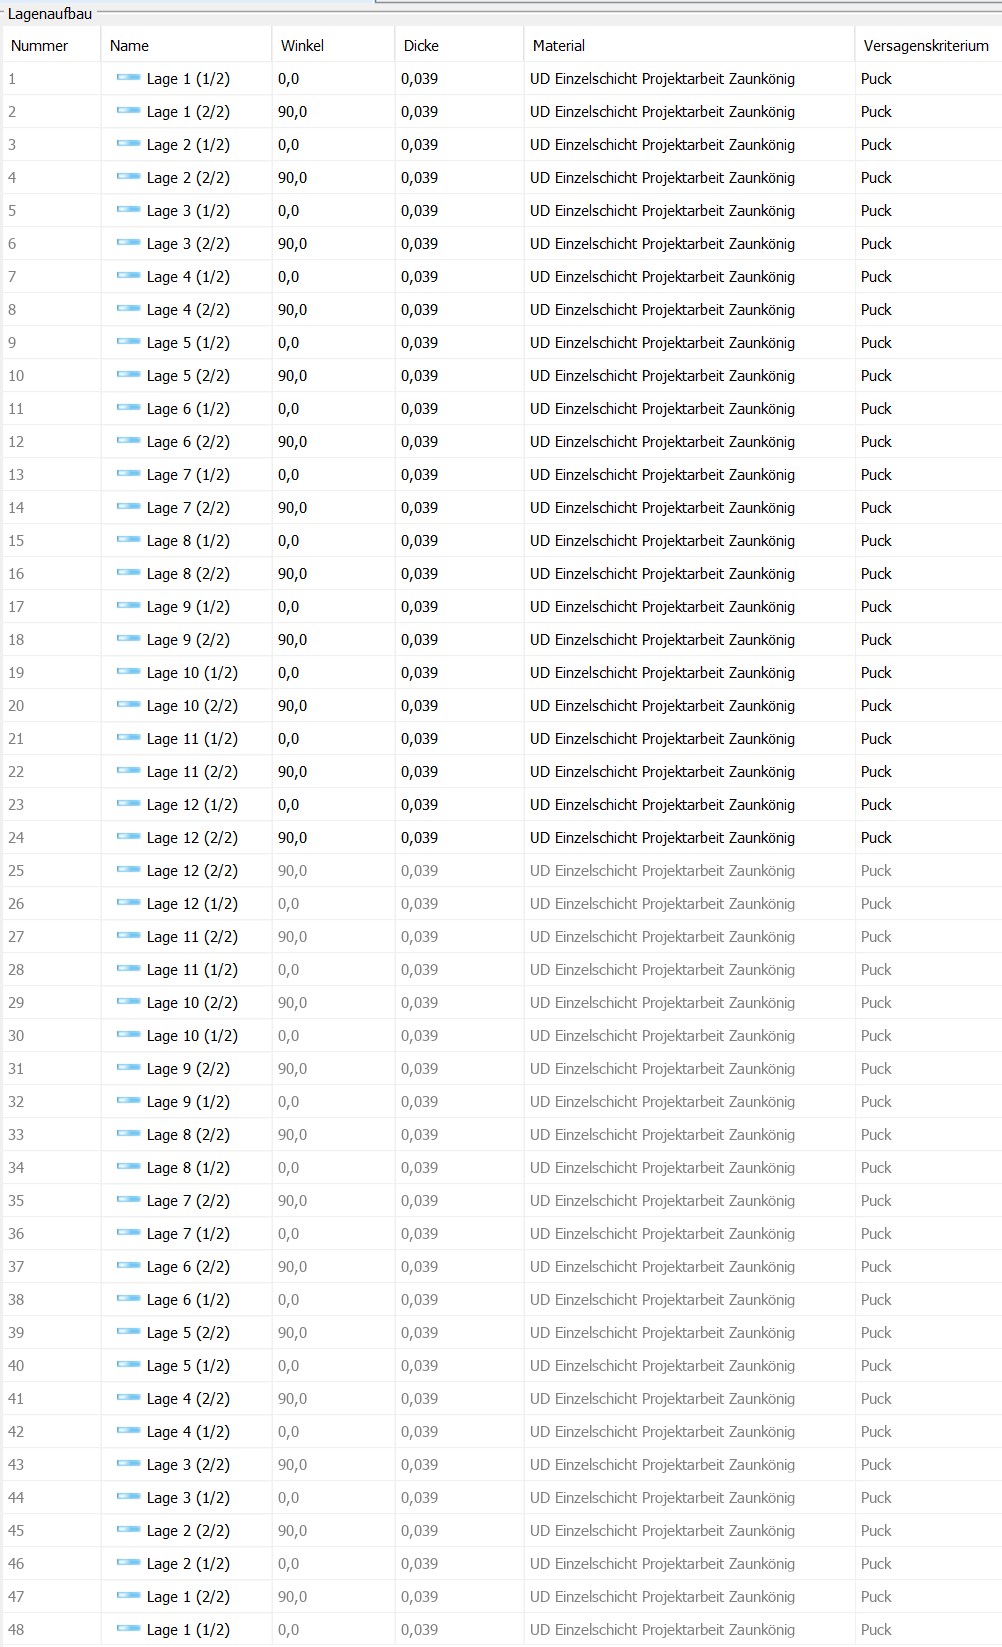 Lagenaufbau
Nummer Name Winkel Dicke Material Versagenskriterium
1 Lage 1 (1/2) 0,0 0,039 UD Einzelschicht Projektarbeit Zaunkönig Puck
2 Lage 1 (2/2) 90,0 0,039 UD Einzelschicht Projektarbeit Zaunkönig Puck
3 Lage 2 (1/2) 0,0 0,039 UD Einzelschicht Projektarbeit Zaunkönig Puck
4 Lage 2 (2/2) 90,0 0,039 UD Einzelschicht Projektarbeit Zaunkönig Puck
5 Lage 3 (1/2) 0,0 0,039 UD Einzelschicht Projektarbeit Zaunkönig Puck
6 Lage 3 (2/2) 90,0 0,039 UD Einzelschicht Projektarbeit Zaunkönig Puck
7 Lage 4 (1/2) 0,0 0,039 UD Einzelschicht Projektarbeit Zaunkönig Puck
8 Lage 4 (2/2) 90,0 0,039 UD Einzelschicht Projektarbeit Zaunkönig Puck
9 Lage 5 (1/2) 0,0 0,039 UD Einzelschicht Projektarbeit Zaunkönig Puck
10 Lage 5 (2/2) 90,0 0,039 UD Einzelschicht Projektarbeit Zaunkönig Puck
11 Lage 6 (1/2) 0,0 0,039 UD Einzelschicht Projektarbeit Zaunkönig Puck
12 Lage 6 (2/2) 90,0 0,039 UD Einzelschicht Projektarbeit Zaunkönig Puck
13 Lage 7 (1/2) 0,0 0,039 UD Einzelschicht Projektarbeit Zaunkönig Puck
14 Lage 7 (2/2) 90,0 0,039 UD Einzelschicht Projektarbeit Zaunkönig Puck
15 Lage 8 (1/2) 0,0 0,039 UD Einzelschicht Projektarbeit Zaunkönig Puck
16 Lage 8 (2/2) 90,0 0,039 UD Einzelschicht Projektarbeit Zaunkönig Puck
17 Lage 9 (1/2) 0,0 0,039 UD Einzelschicht Projektarbeit Zaunkönig Puck
18 Lage 9 (2/2) 90,0 0,039 UD Einzelschicht Projektarbeit Zaunkönig Puck
19 Lage 10 (1/2) 0,0 0,039 UD Einzelschicht Projektarbeit Zaunkönig Puck
20 Lage 10 (2/2) 90,0 0,039 UD Einzelschicht Projektarbeit Zaunkönig Puck
21 Lage 11 (1/2) 0,0 0,039 UD Einzelschicht Projektarbeit Zaunkönig Puck
22 Lage 11 (2/2) 90,0 0,039 UD Einzelschicht Projektarbeit Zaunkönig Puck
23 Lage 12 (1/2) 0,0 0,039 UD Einzelschicht Projektarbeit Zaunkönig Puck
24 Lage 12 (2/2) 90,0 0,039 UD Einzelschicht Projektarbeit Zaunkönig Puck
25 Lage 12 (2/2) 90,0 0,039 UD Einzelschicht Projektarbeit Zaunkönig Puck
26 Lage 12 (1/2) 0,0 0,039 UD Einzelschicht Projektarbeit Zaunkönig Puck
27 Lage 11 (2/2) 90,0 0,039 UD Einzelschicht Projektarbeit Zaunkönig Puck
28 Lage 11 (1/2) 0,0 0,039 UD Einzelschicht Projektarbeit Zaunkönig Puck
29 Lage 10 (2/2) 90,0 0,039 UD Einzelschicht Projektarbeit Zaunkönig Puck
30 Lage 10 (1/2) 0,0 0,039 UD Einzelschicht Projektarbeit Zaunkönig Puck
31 Lage 9 (2/2) 90,0 0,039 UD Einzelschicht Projektarbeit Zaunkönig Puck
32 Lage 9 (1/2) 0,0 0,039 UD Einzelschicht Projektarbeit Zaunkönig Puck
33 Lage 8 (2/2) 90,0 0,039 UD Einzelschicht Projektarbeit Zaunkönig Puck
34 Lage 8 (1/2) 0,0 0,039 UD Einzelschicht Projektarbeit Zaunkönig Puck
35 Lage 7 (2/2) 90,0 0,039 UD Einzelschicht Projektarbeit Zaunkönig Puck
36 Lage 7 (1/2) 0,0 0,039 UD Einzelschicht Projektarbeit Zaunkönig Puck
37 Lage 6 (2/2) 90,0 0,039 UD Einzelschicht Projektarbeit Zaunkönig Puck
38 Lage 6 (1/2) 0,0 0,039 UD Einzelschicht Projektarbeit Zaunkönig Puck
39 Lage 5 (2/2) 90,0 0,039 UD Einzelschicht Projektarbeit Zaunkönig Puck
40 Lage 5 (1/2) 0,0 0,039 UD Einzelschicht Projektarbeit Zaunkönig Puck
41 Lage 4 (2/2) 90,0 0,039 UD Einzelschicht Projektarbeit Zaunkönig Puck
42 Lage 4 (1/2) 0,0 0,039 UD Einzelschicht Projektarbeit Zaunkönig Puck
43 Lage 3 (2/2) 90,0 0,039 UD Einzelschicht Projektarbeit Zaunkönig Puck
44 Lage 3 (1/2) 0,0 0,039 UD Einzelschicht Projektarbeit Zaunkönig Puck
45 Lage 2 (2/2) 90,0 0,039 UD Einzelschicht Projektarbeit Zaunkönig Puck
46 Lage 2 (1/2) 0,0 0,039 UD Einzelschicht Projektarbeit Zaunkönig Puck
47 Lage 1 (2/2) 90,0 0,039 UD Einzelschicht Projektarbeit Zaunkönig Puck
48 Lage 1 (1/2) 0,0 0,039 UD Einzelschicht Projektarbeit Zaunkönig Puck